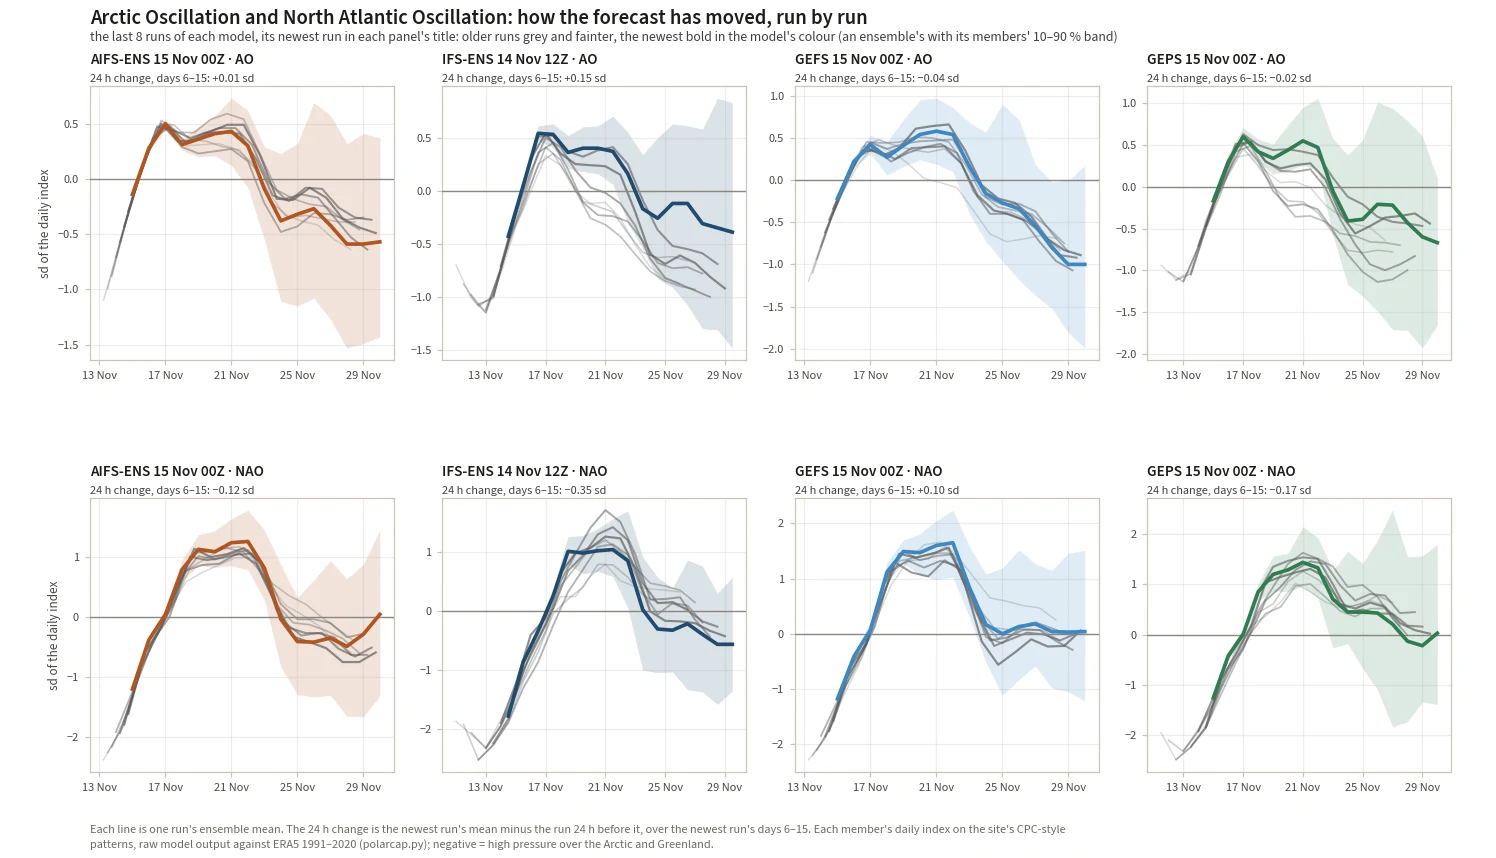 Arctic Oscillation and North Atlantic Oscillation: how the forecast has moved, run by run
the last 8 runs of each model, its newest run in each panel's title: older runs grey and fainter, the newest bold in the model's colour (an ensemble's with its members' 10–90 % band)
AIFS-ENS 15 Nov 00Z · AO
24 h change, days 6–15: +0.01 sd
sd of the daily index
0.5
0.0
−0.5
−1.0
−1.5
13 Nov 17 Nov 21 Nov 25 Nov 29 Nov
IFS-ENS 14 Nov 12Z · AO
24 h change, days 6–15: +0.15 sd
0.5
0.0
−0.5
−1.0
−1.5
13 Nov 17 Nov 21 Nov 25 Nov 29 Nov
GEFS 15 Nov 00Z · AO
24 h change, days 6–15: −0.04 sd
1.0
0.5
0.0
−0.5
−1.0
−1.5
−2.0
13 Nov 17 Nov 21 Nov 25 Nov 29 Nov
GEPS 15 Nov 00Z · AO
24 h change, days 6–15: −0.02 sd
1.0
0.5
0.0
−0.5
−1.0
−1.5
−2.0
13 Nov 17 Nov 21 Nov 25 Nov 29 Nov
AIFS-ENS 15 Nov 00Z · NAO
24 h change, days 6–15: −0.12 sd
sd of the daily index
1
0
−1
−2
13 Nov 17 Nov 21 Nov 25 Nov 29 Nov
IFS-ENS 14 Nov 12Z · NAO
24 h change, days 6–15: −0.35 sd
1
0
−1
−2
13 Nov 17 Nov 21 Nov 25 Nov 29 Nov
GEFS 15 Nov 00Z · NAO
24 h change, days 6–15: +0.10 sd
2
1
0
−1
−2
13 Nov 17 Nov 21 Nov 25 Nov 29 Nov
GEPS 15 Nov 00Z · NAO
24 h change, days 6–15: −0.17 sd
2
1
0
−1
−2
13 Nov 17 Nov 21 Nov 25 Nov 29 Nov
Each line is one run's ensemble mean. The 24 h change is the newest run's mean minus the run 24 h before it, over the newest run's days 6–15. Each member's daily index on the site's CPC-style
patterns, raw model output against ERA5 1991–2020 (polarcap.py); negative = high pressure over the Arctic and Greenland.